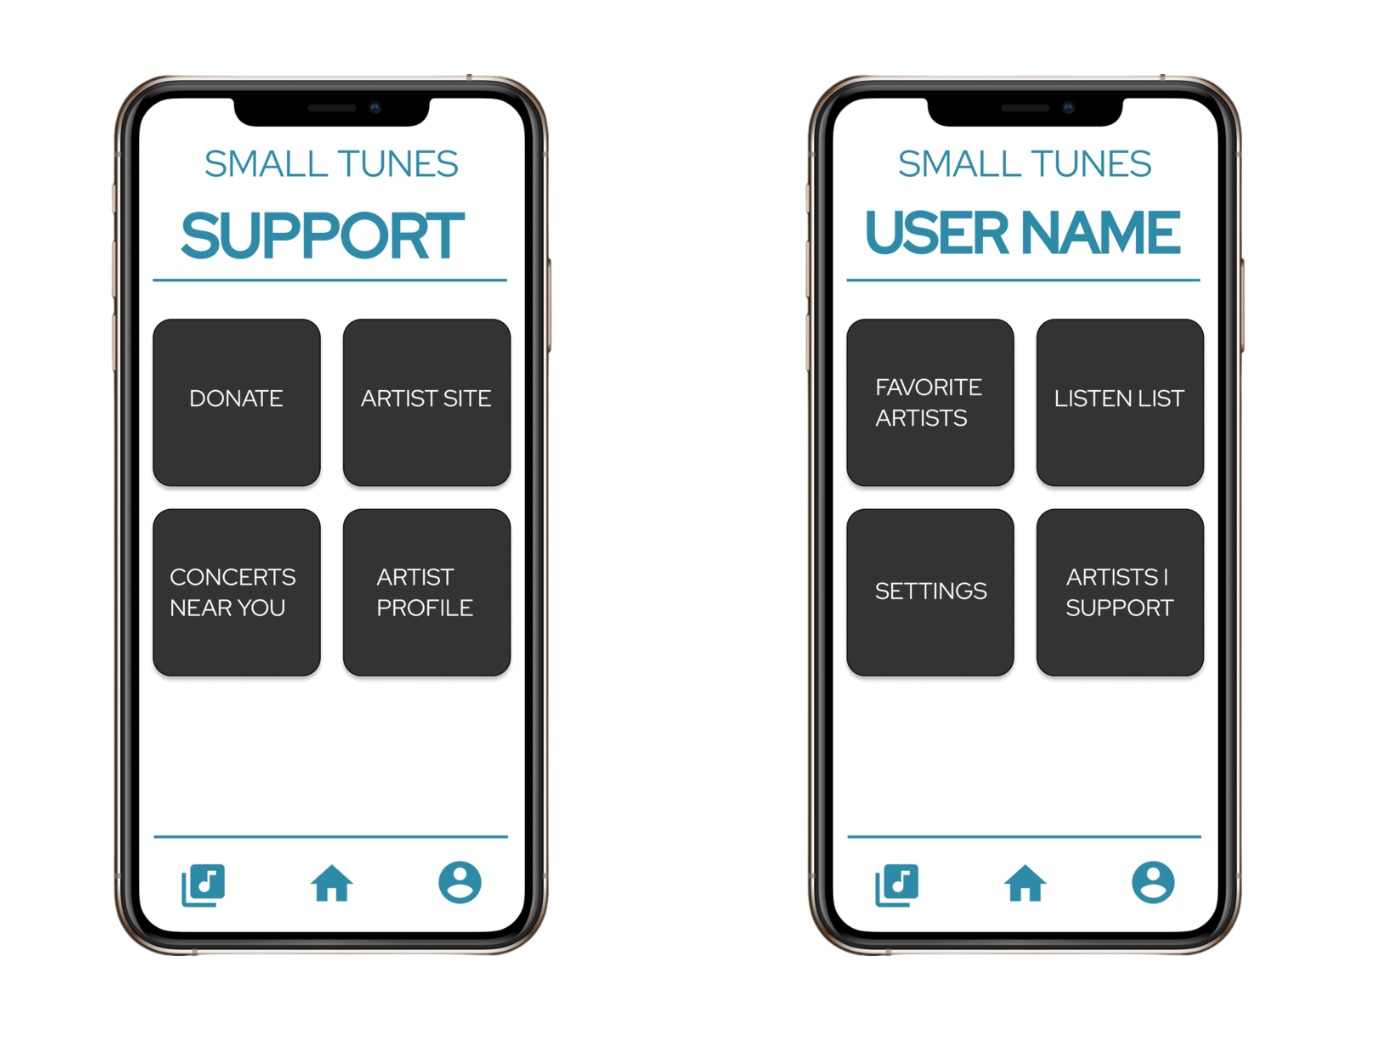 SMALL TUNES
SUPPORT
DONATE
ARTIST SITE
CONCERTS
NEAR YOU
ARTIST
PROFILE
SMALL TUNES
USER NAME
FAVORITE
ARTISTS
LISTEN LIST
SETTINGS
ARTISTS I
SUPPORT